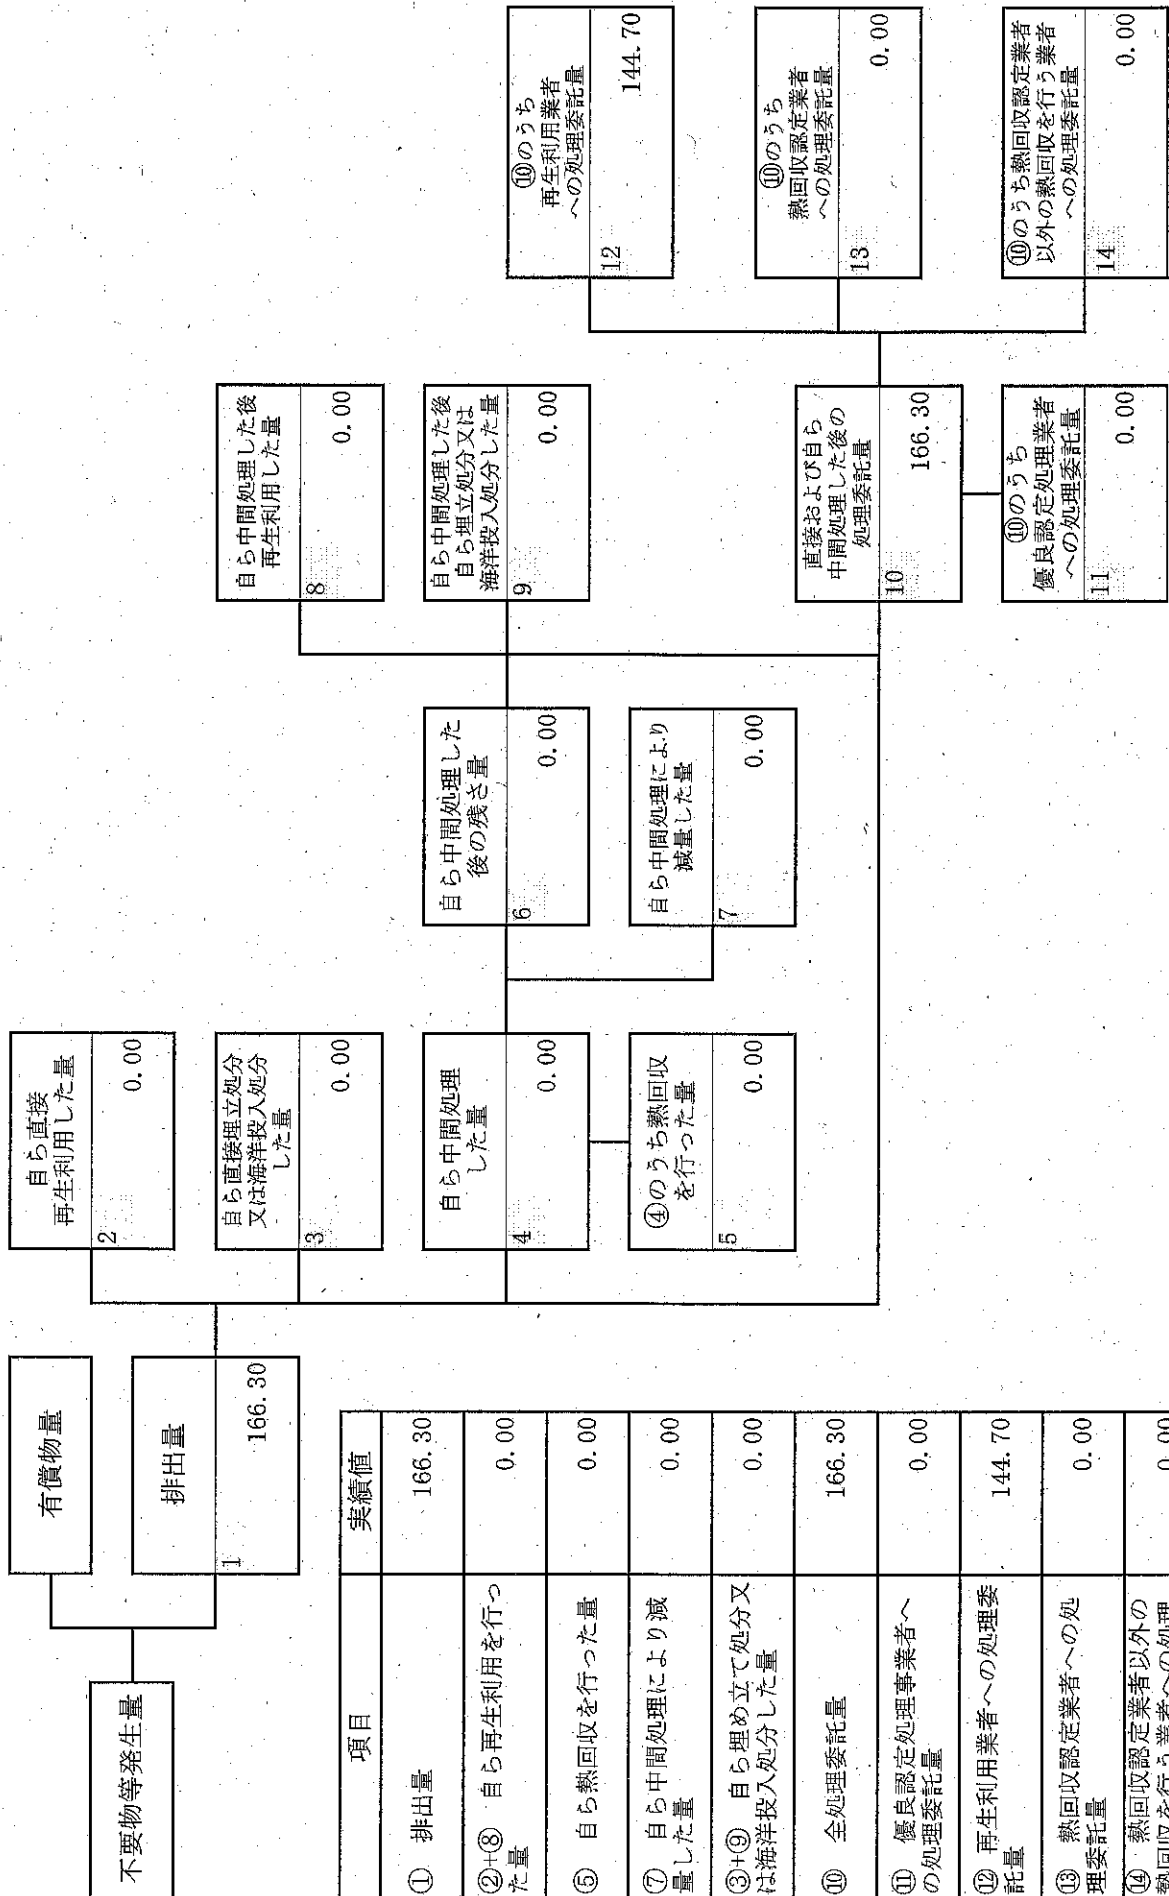 不要物等発生量
有償物量
排出量
1
166.30
自ら直接
再生利用した量
2
0.00
自ら直接埋立処分
又は海洋投入処分
した量
3
0.00
自ら中間処理
した量
4
0.00
④のうち熱回収
を行った量
5
0.00
自ら中間処理した
後の残さ量
6
0.00
自ら中間処理により
減量した量
7
0.00
自ら中間処理した後
再生利用した量
8
0.00
自ら中間処理した後
自ら埋立処分又は
海洋投入処分した量
9
0.00
直接および自ら
中間処理した後の
処理委託量
10
166.30
⑩のうち
優良認定処理業者
への処理委託量
11
0.00
⑩のうち
再生利用業者
への処理委託量
12
144.70
⑩のうち
熱回収認定業者
への処理委託量
13
0.00
⑩のうち熱回収認定業者
以外の熱回収を行う業者
への処理委託量
14
0.00
項目 実績値
① 排出量 166.30
②+⑧ 自ら再生利用を行っ
た量 0.00
⑤ 自ら熱回収を行った量 0.00
⑦ 自ら中間処理により減
量した量 0.00
③+⑨ 自ら埋め立て処分又
は海洋投入処分した量 0.00
⑩ 全処理委託量 166.30
⑪ 優良認定処理事業者へ
の処理委託量 0.00
⑫ 再生利用業者への処理委
託量 144.70
⑬ 熱回収認定業者への処
理委託量 0.00
⑭ 熱回収認定業者以外の
熱回収を行う業者への処理 0.00